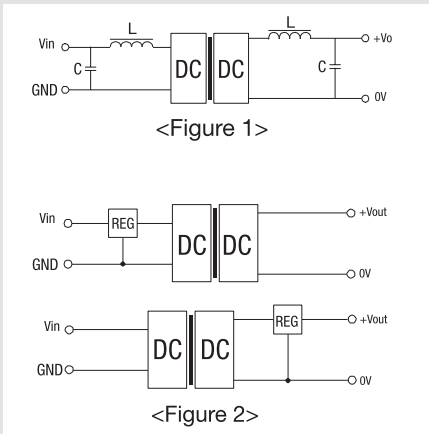 L
L
Vin
+Vo
C
DC
DC
C
GND
0V
<Figure 1>
Vin
REG
+Vout
DC
DC
GND
0V
Vin
REG
+Vout
DC
DC
GND
0V
<Figure 2>